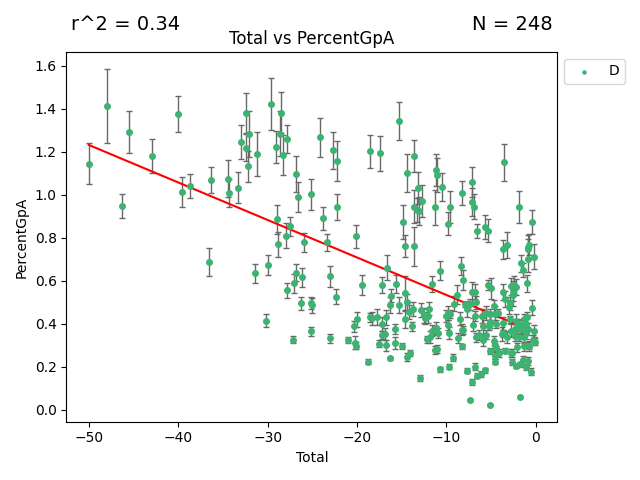 r^2 = 0.34 N = 248
Total vs PercentGpA
D
PercentGpA
1.6
1.4
1.2
1.0
0.8
0.6
0.4
0.2
0.0
−50 −40 −30 −20 −10 0
Total